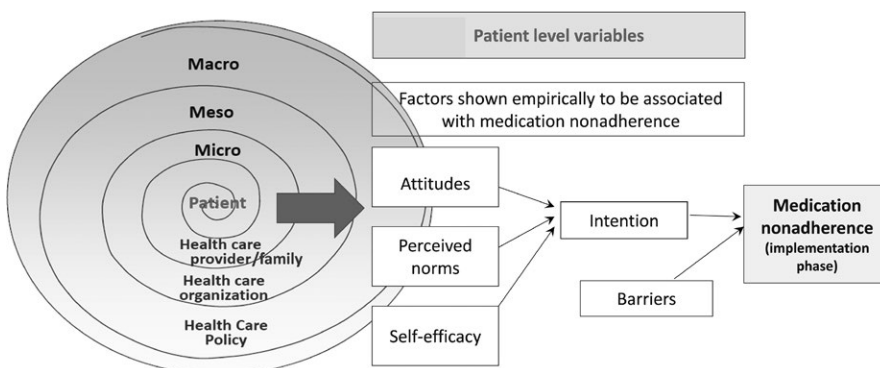 Macro
Meso
Micro
Patient
Health care
provider/family
Health care
organization
Health Care
Policy
Patient level variables
Factors shown empirically to be associated
with medication nonadherence
Attitudes
Perceived
norms
Self-efficacy
Intention
Barriers
Medication
nonadherence
(implementation
phase)